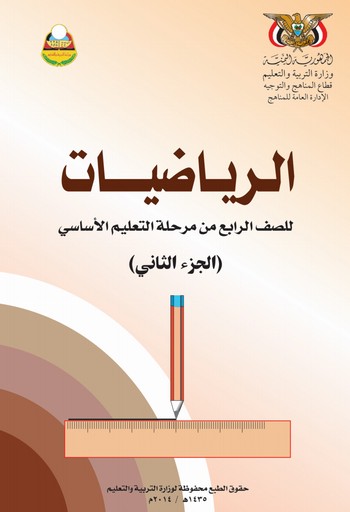 الجمهورية اليمنية
وزارة التربية والتعليم
قطاع المناهج والتوجيه
الإدارة العامة للمناهج
الرياضيات
للصف الرابع من مرحلة التعليم الأساسي
(الجزء الثاني)
حقوق الطبع محفوظة لوزارة التربية والتعليم
١٤٣٥هـ / ٢٠١٤م